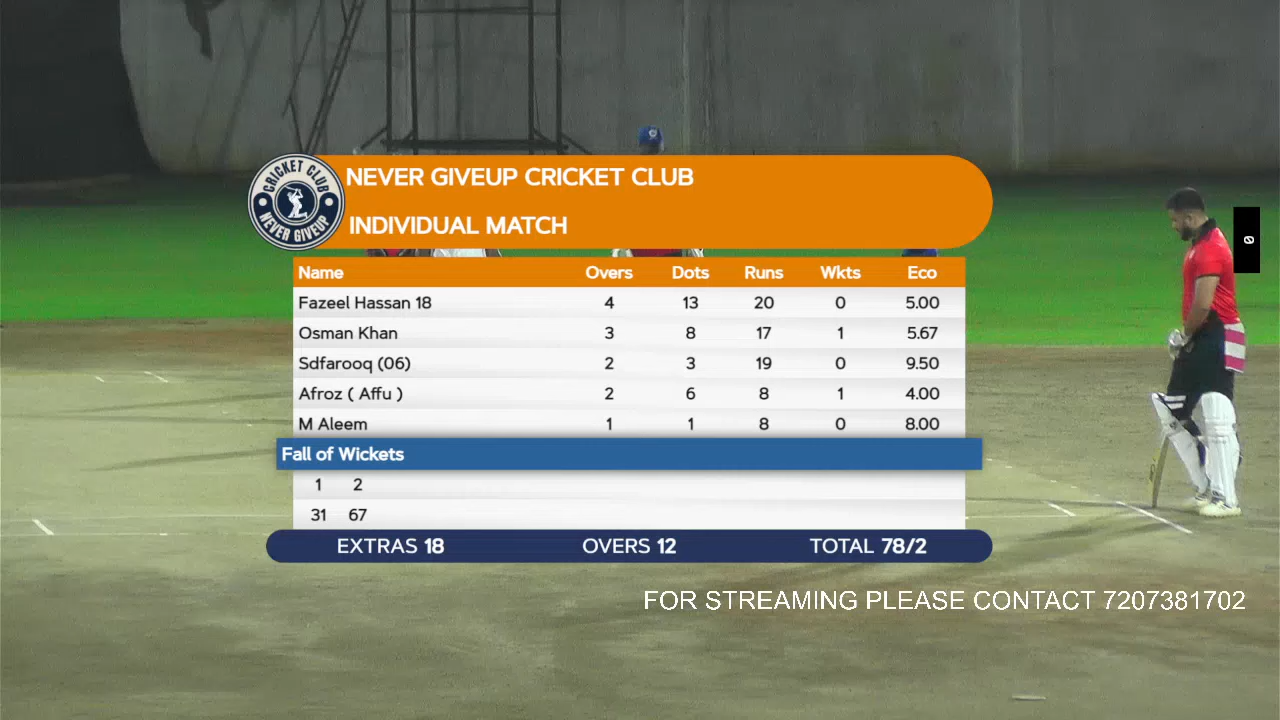 CRICKET CLUB
NEVER GIVEUP
NEVER GIVEUP CRICKET CLUB
INDIVIDUAL MATCH
Name Overs Dots Runs Wkts Eco
Fazeel Hassan 18 4 13 20 0 5.00
Osman Khan 3 8 17 1 5.67
Sdfarooq (06) 2 3 19 0 9.50
Afroz ( Affu ) 2 6 8 1 4.00
M Aleem 1 1 8 0 8.00
Fall of Wickets
1 2
31 67
EXTRAS 18 OVERS 12 TOTAL 78/2
FOR STREAMING PLEASE CONTACT 7207381702
0